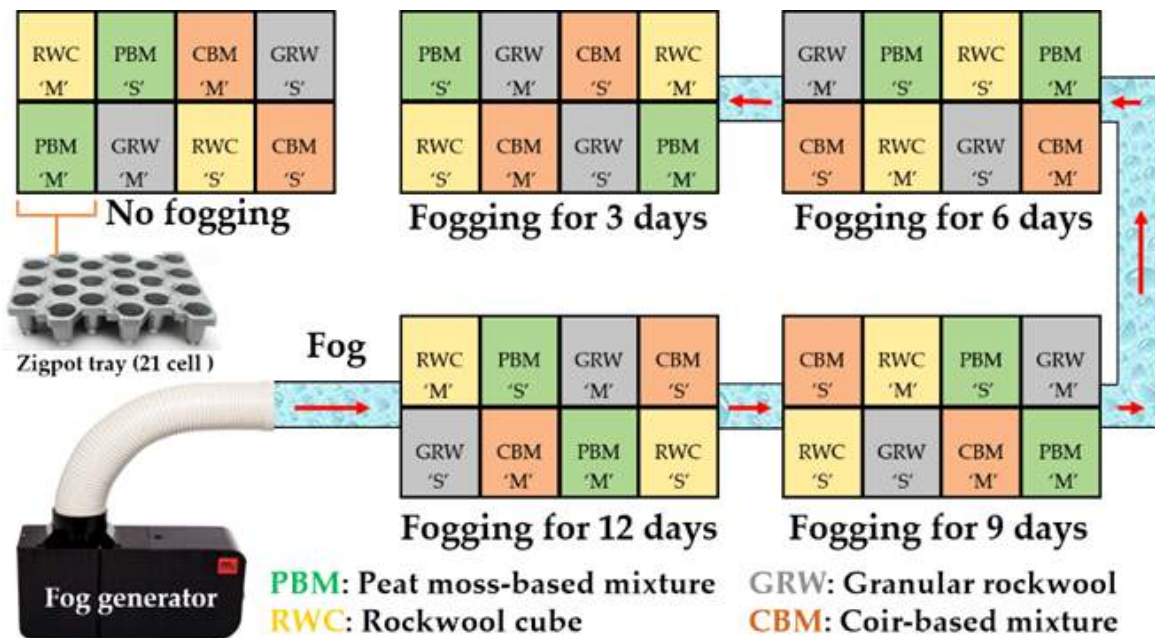 RWC PBM CBM GRW
'M' 'S' 'M' 'S'
PBM GRW RWC CBM
'M' 'M' 'S' 'S'
No fogging
PBM GRW CBM RWC
'S' 'M' 'S' 'M'
RWC CBM GRW PBM
'S' 'M' 'S' 'M'
Fogging for 3 days
GRW PBM RWC PBM
'M' 'S' 'S' 'M'
CBM RWC GRW CBM
'S' 'M' 'S' 'M'
Fogging for 6 days
Zigpot tray (21 cell )
Fog
RWC PBM GRW CBM
'M' 'S' 'M' 'S'
GRW CBM PBM RWC
'S' 'M' 'M' 'S'
Fogging for 12 days
CBM RWC PBM GRW
'S' 'M' 'S' 'M'
RWC GRW CBM PBM
'S' 'S' 'M' 'M'
Fogging for 9 days
Fog generator
PBM: Peat moss-based mixture
GRW: Granular rockwool
RWC: Rockwool cube
CBM: Coir-based mixture